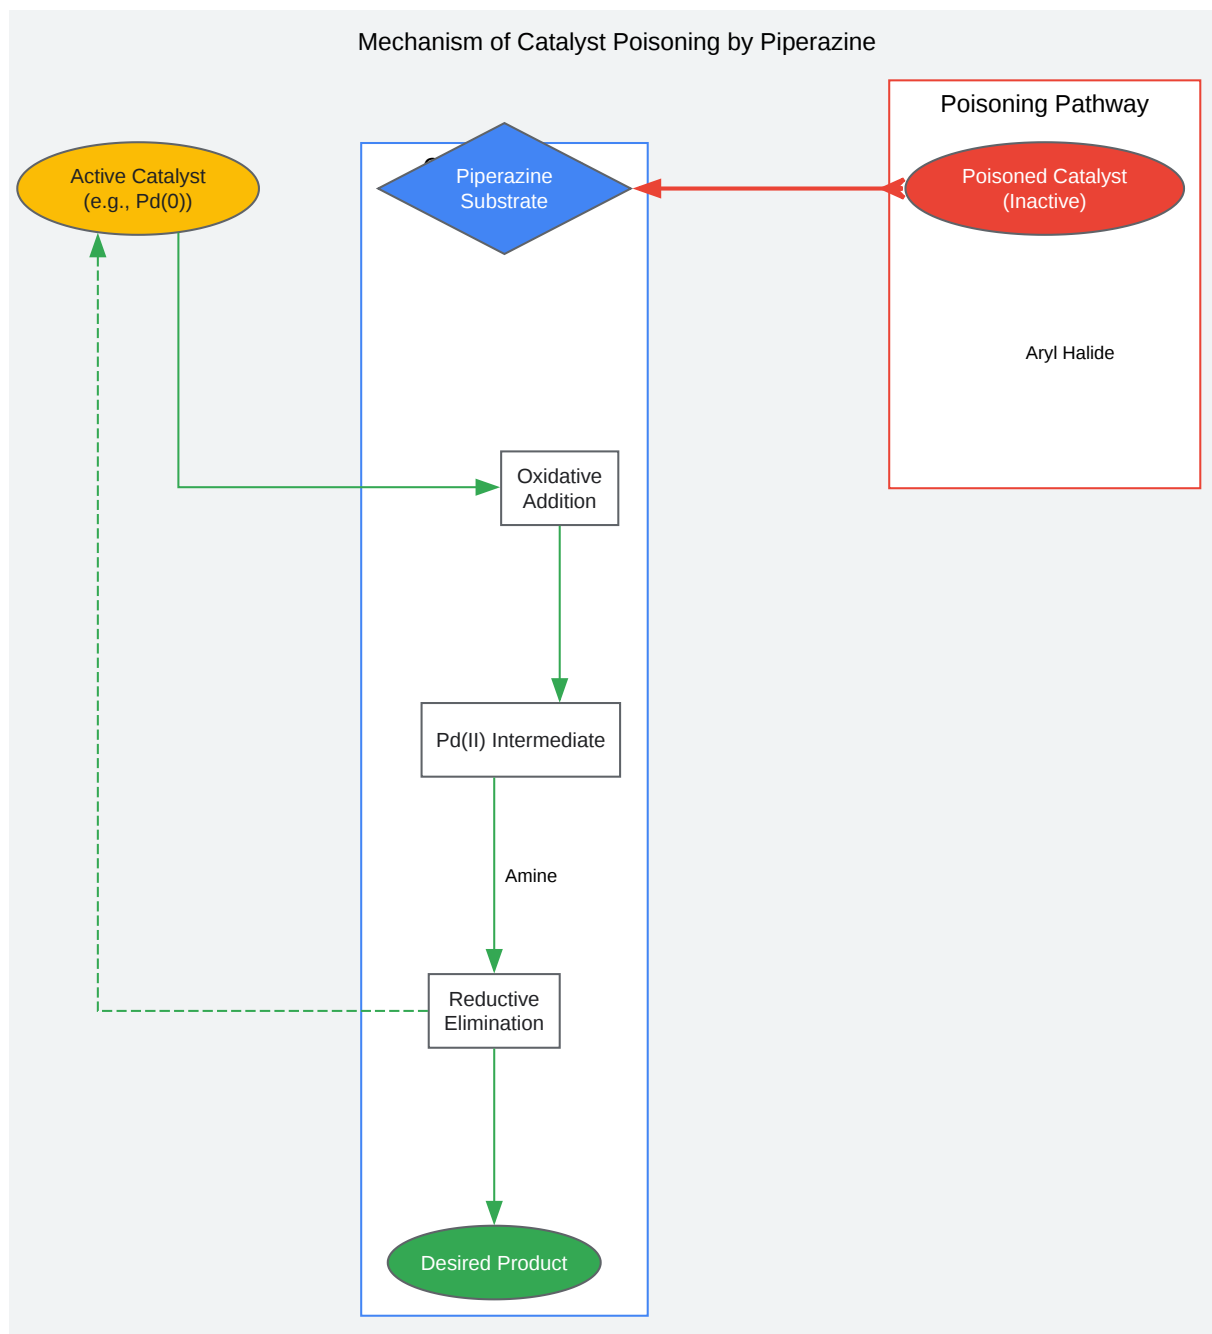 Mechanism of Catalyst Poisoning by Piperazine
Poisoning Pathway
Active Catalyst
(e.g., Pd(0))
Piperazine
Substrate
Poisoned Catalyst
(Inactive)
Aryl Halide
Oxidative
Addition
Pd(II) Intermediate
Amine
Reductive
Elimination
Desired Product